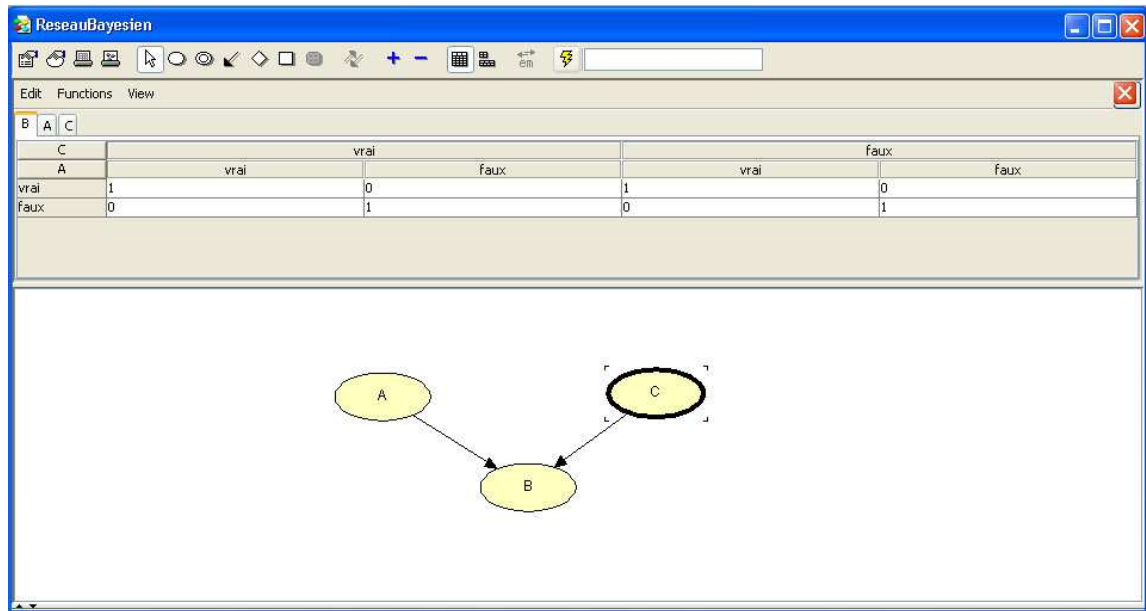 ReseauBayesien
em
Edit Functions View
B A C
C vrai faux
A vrai faux vrai faux
vrai 1 0 1 0
faux 0 1 0 1
A
C
B